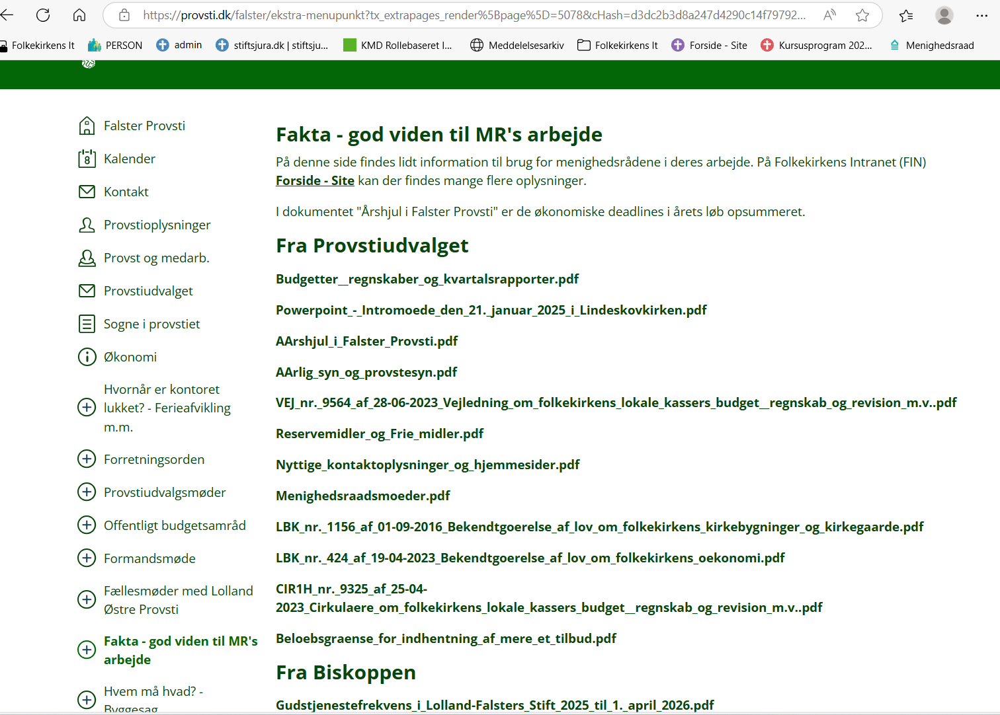 https://provsti.dk/falster/ekstra-menupunkt?tx_extrapages_render%5Bpage%5D=5078&cHash=d3dc2b3d8a247d4290c14f79792...
Folkekirkens It PERSON admin stiftsjura.dk | stiftsju... KMD Rollebaseret I... Meddelelsesarkiv Folkekirkens It Forside - Site Kursusprogram 202... Menighedsraad
Falster Provsti
Kalender
8
Kontakt
Provstioplysninger
Provst og medarb.
Provstiudvalget
Sogne i provstiet
Økonomi
Hvornår er kontoret
lukket? - Ferieafvikling
m.m.
Forretningsorden
Provstiudvalgsmøder
Offentligt budgetsamråd
Formandsmøde
Fællesmøder med Lolland
Østre Provsti
Fakta - god viden til MR's
arbejde
Hvem må hvad? -
Byggesag
Fakta - god viden til MR's arbejde
På denne side findes lidt information til brug for menighedsrådene i deres arbejde. På Folkekirkens Intranet (FIN)
Forside - Site kan der findes mange flere oplysninger.
I dokumentet "Årshjul i Falster Provsti" er de økonomiske deadlines i årets løb opsummeret.
Fra Provstiudvalget
Budgetter__regnskaber_og_kvartalsrapporter.pdf
Powerpoint_-_Intromoede_den_21._januar_2025_i_Lindeskovkirken.pdf
AArshjul_i_Falster_Provsti.pdf
AArlig_syn_og_provstesyn.pdf
VEJ_nr._9564_af_28-06-2023_Vejledning_om_folkekirkens_lokale_kassers_budget__regnskab_og_revision_m.v..pdf
Reservemidler_og_Frie_midler.pdf
Nyttige_kontaktoplysninger_og_hjemmesider.pdf
Menighedsraadsmoeder.pdf
LBK_nr._1156_af_01-09-2016_Bekendtgoerelse_af_lov_om_folkekirkens_kirkebygninger_og_kirkegaarde.pdf
LBK_nr._424_af_19-04-2023_Bekendtgoerelse_af_lov_om_folkekirkens_oekonomi.pdf
CIR1H_nr._9325_af_25-04-
2023_Cirkulaere_om_folkekirkens_lokale_kassers_budget__regnskab_og_revision_m.v..pdf
Beloebsgraense_for_indhentning_af_mere_et_tilbud.pdf
Fra Biskoppen
Gudstjenestefrekvens_i_Lolland-Falsters_Stift_2025_til_1._april_2026.pdf